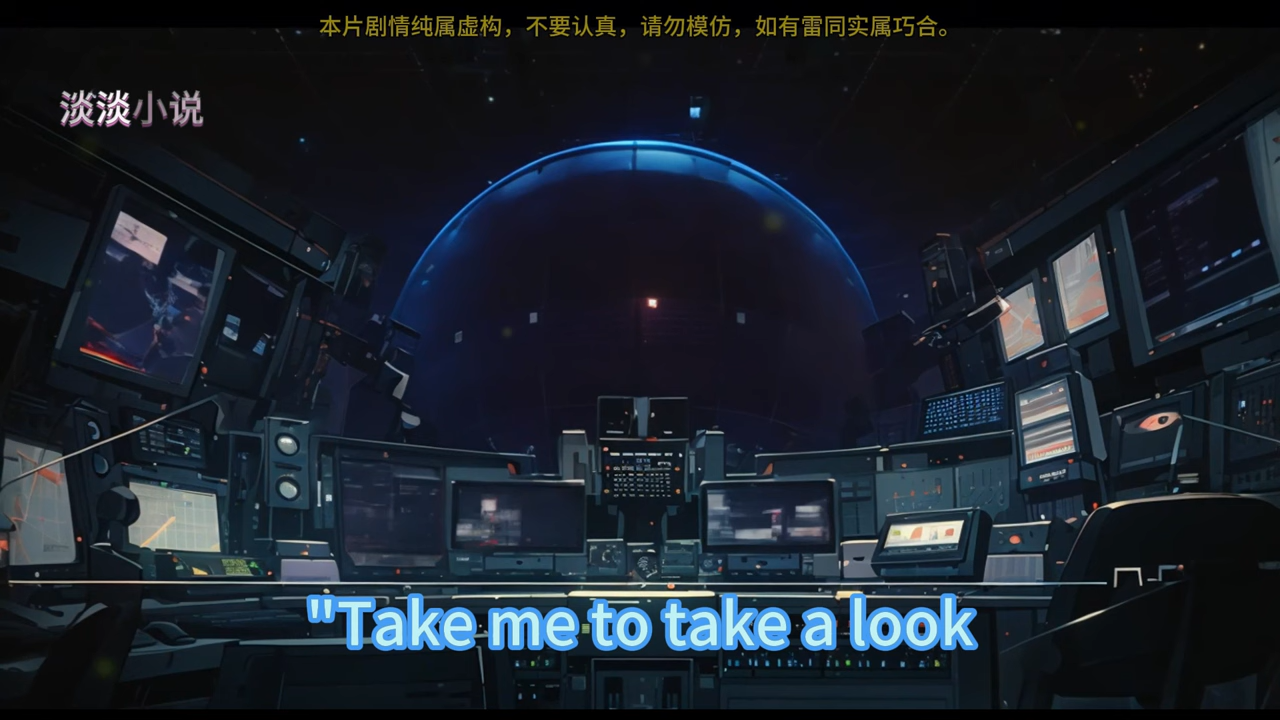 本片剧情纯属虚构，不要认真，请勿模仿，如有雷同实属巧合。
淡淡小说
"Take me to take a look